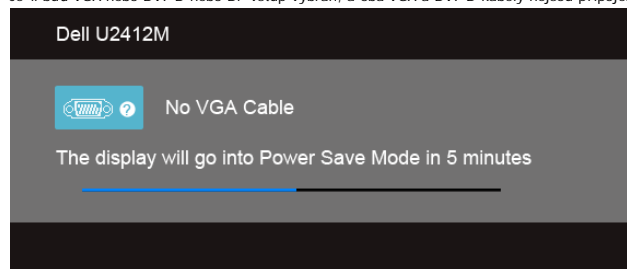 Dell U2412M
No VGA Cable
The display will go into Power Save Mode in 5 minutes